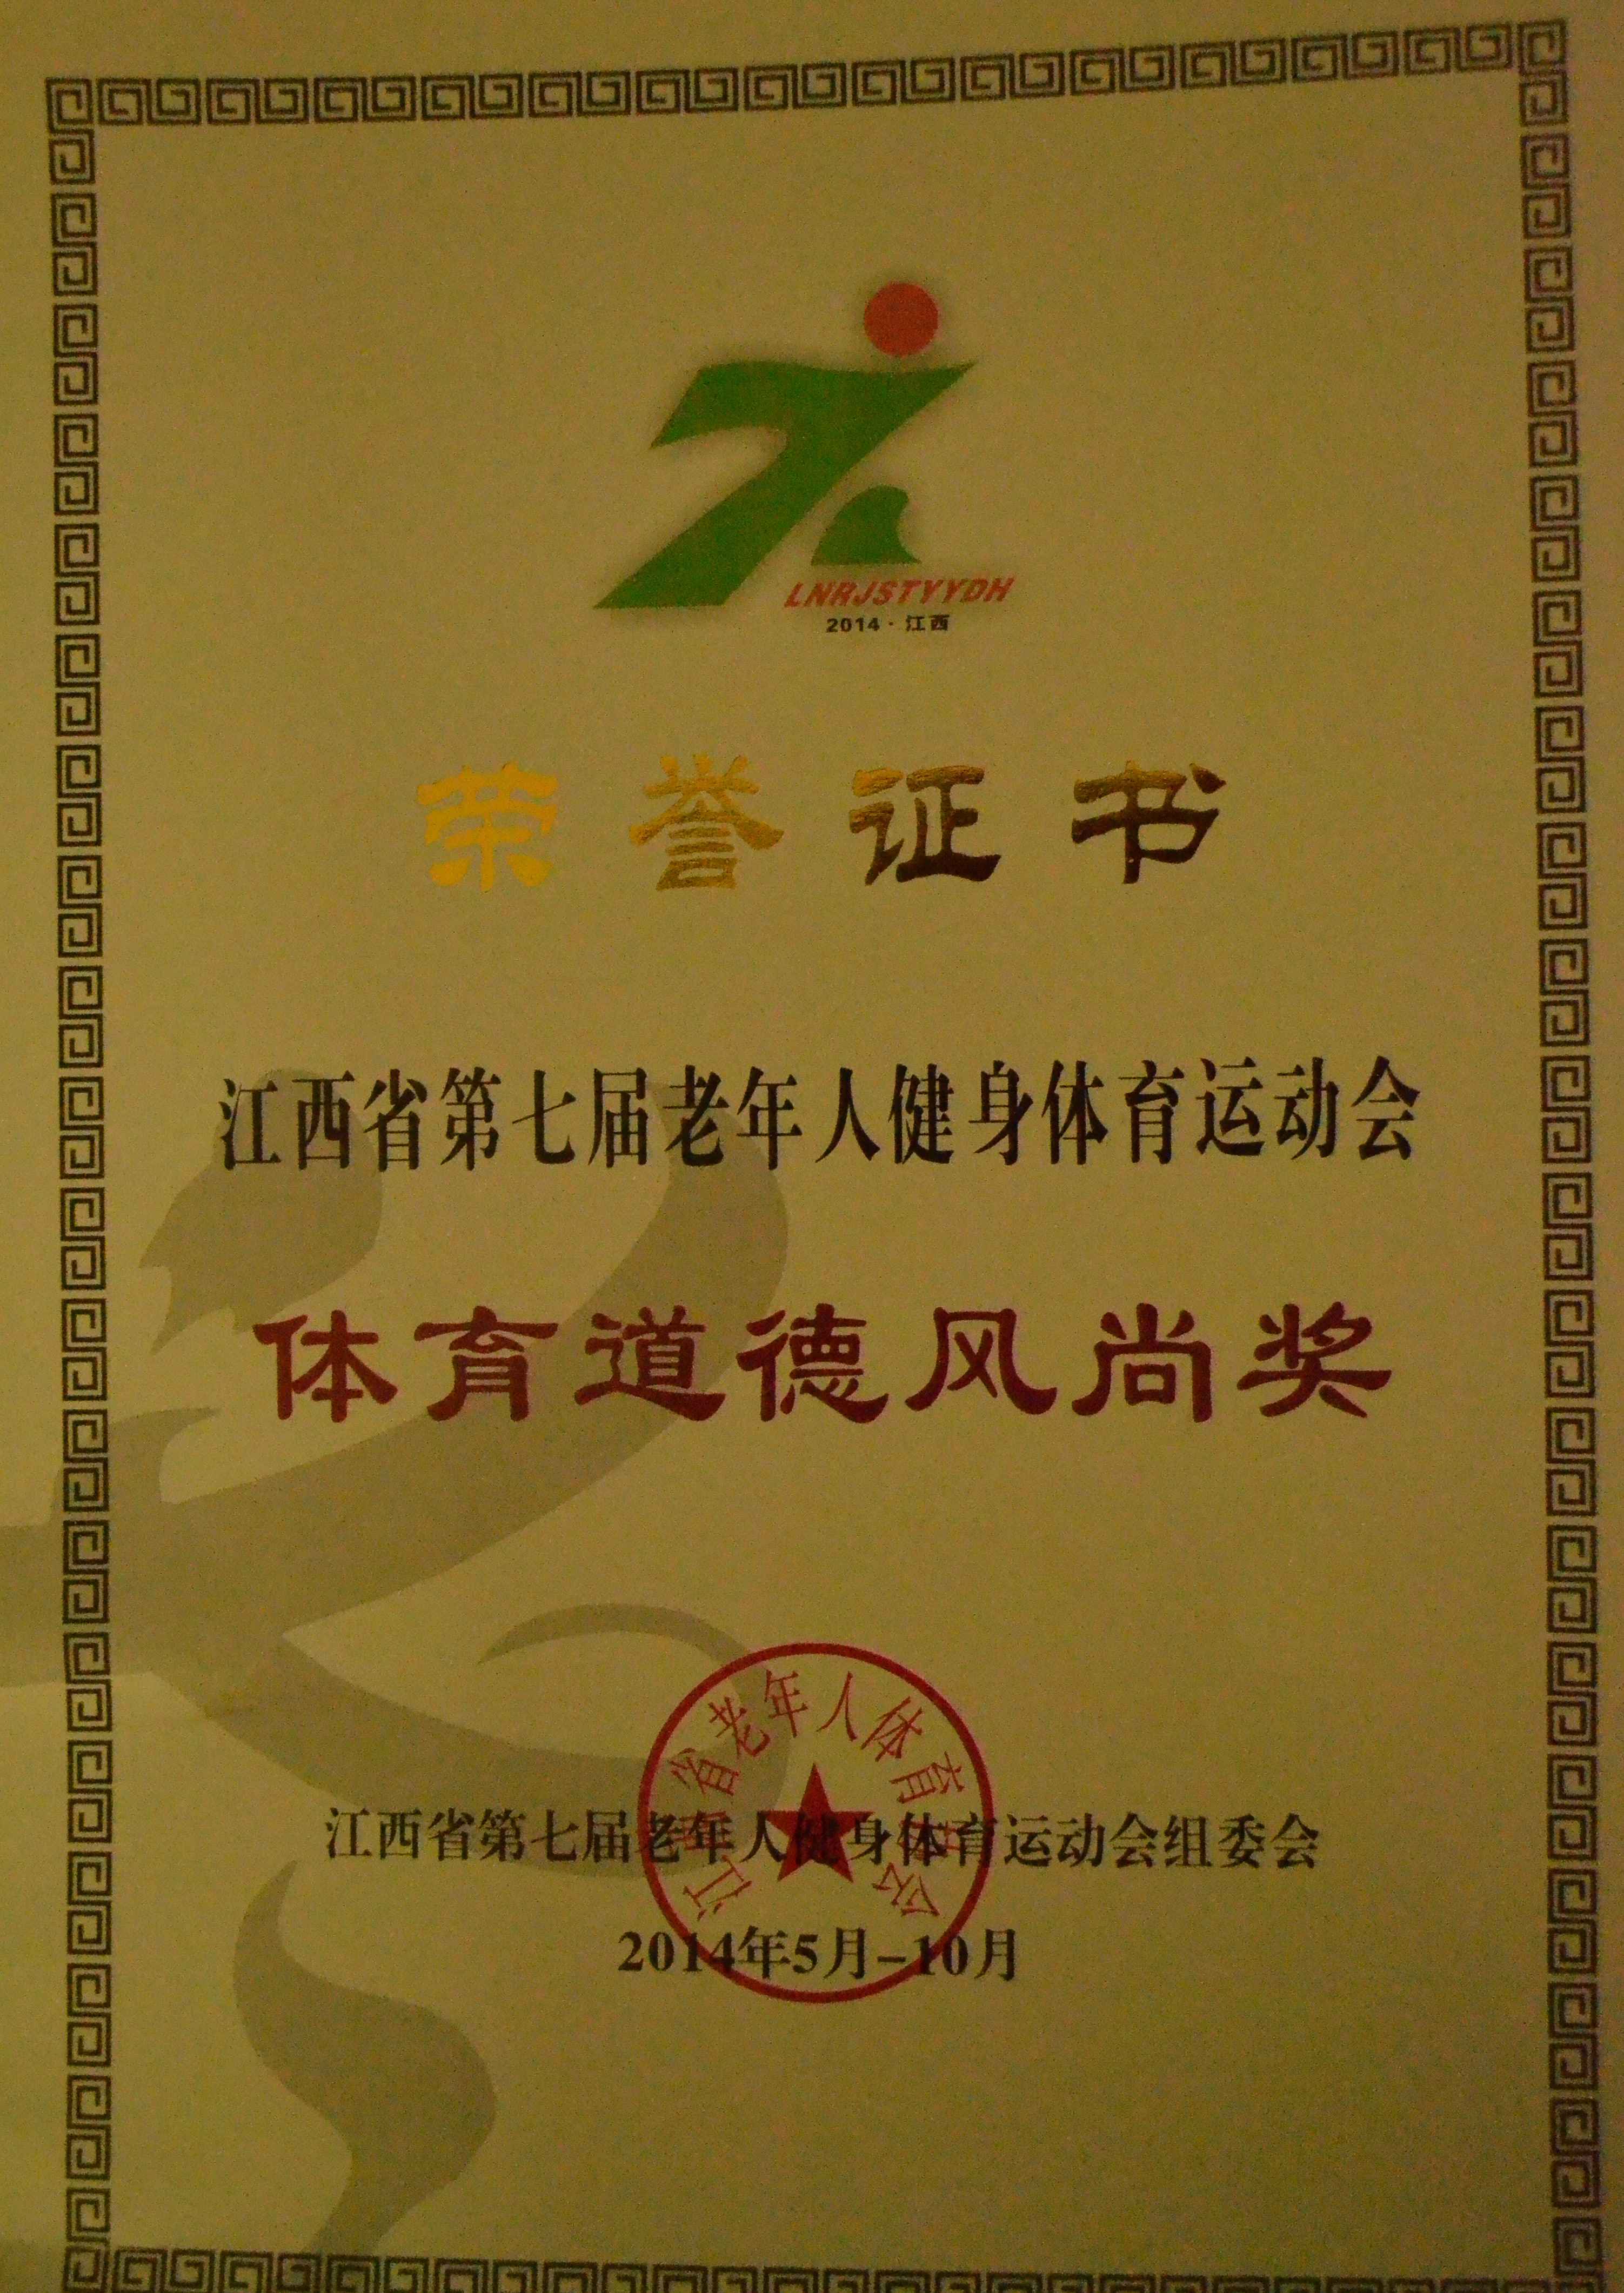 LNRJSTYYDH
2014·江西
荣誉证书
江西省第七届老年人健身体育运动会
体育道德风尚奖
江西省老年人体育协会
江西省第七届老年人健身体育运动会组委会
2014年5月-10月